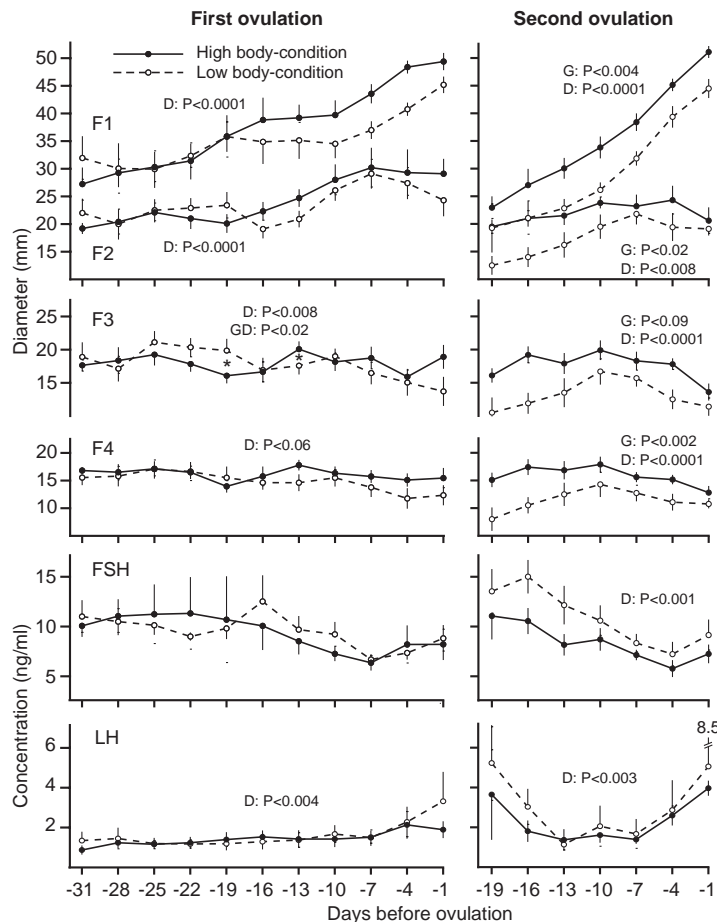 First ovulation
Second ovulation
High body-condition
Low body-condition
50
45
40
35
30
25
20
15
F1
F2
D: P<0.0001
D: P<0.0001
G: P<0.004
D: P<0.0001
G: P<0.02
D: P<0.008
Diameter (mm)
25
20
15
F3
D: P<0.008
GD: P<0.02
*
*
G: P<0.09
D: P<0.0001
20
15
10
F4
D: P<0.06
G: P<0.002
D: P<0.0001
15
10
5
FSH
D: P<0.001
Concentration (ng/ml)
6
4
2
LH
D: P<0.004
D: P<0.003
8.5
-31 -28 -25 -22 -19 -16 -13 -10 -7 -4 -1
-19 -16 -13 -10 -7 -4 -1
Days before ovulation